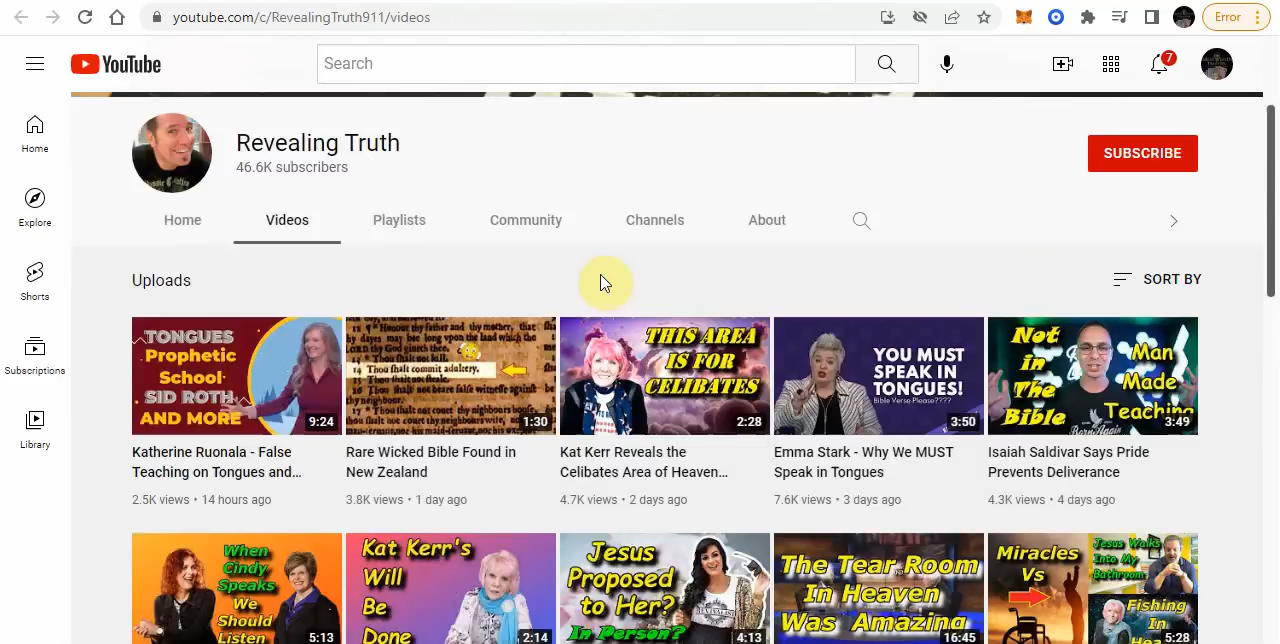 youtube.com/c/RevealingTruth911/videos
Error
YouTube
Search
7
Home
Explore
Shorts
Subscriptions
Library
Revealing Truth
46.6K subscribers
SUBSCRIBE
Home Videos Playlists Community Channels About
Uploads
SORT BY
TONGUES
Prophetic
School
SID ROTH
AND MORE
9:24
Katherine Ruonala - False
Teaching on Tongues and...
2.5K views • 14 hours ago
14 Thou shalt commit adultery.
1:30
Rare Wicked Bible Found in
New Zealand
3.8K views • 1 day ago
THIS AREA
IS FOR
CELIBATES
2:28
Kat Kerr Reveals the
Celibates Area of Heaven...
4.7K views • 2 days ago
YOU MUST
SPEAK IN
TONGUES!
Bible Verse Please????
3:50
Emma Stark - Why We MUST
Speak in Tongues
7.6K views • 3 days ago
Not
in
The
Bible
Man
Made
Teaching
Born Again
3:49
Isaiah Saldivar Says Pride
Prevents Deliverance
4.3K views • 4 days ago
When
Cindy
Speaks
We
Should
Listen
5:13
Kat Kerr's
Will
Be
Done
2:14
Jesus
Proposed
to Her?
In Person?
4:13
The Tear Room
In Heaven
Was Amazing
16:45
Miracles
Vs
Jesus Walks
Into My
Bathroom
Fishing
In
5:28